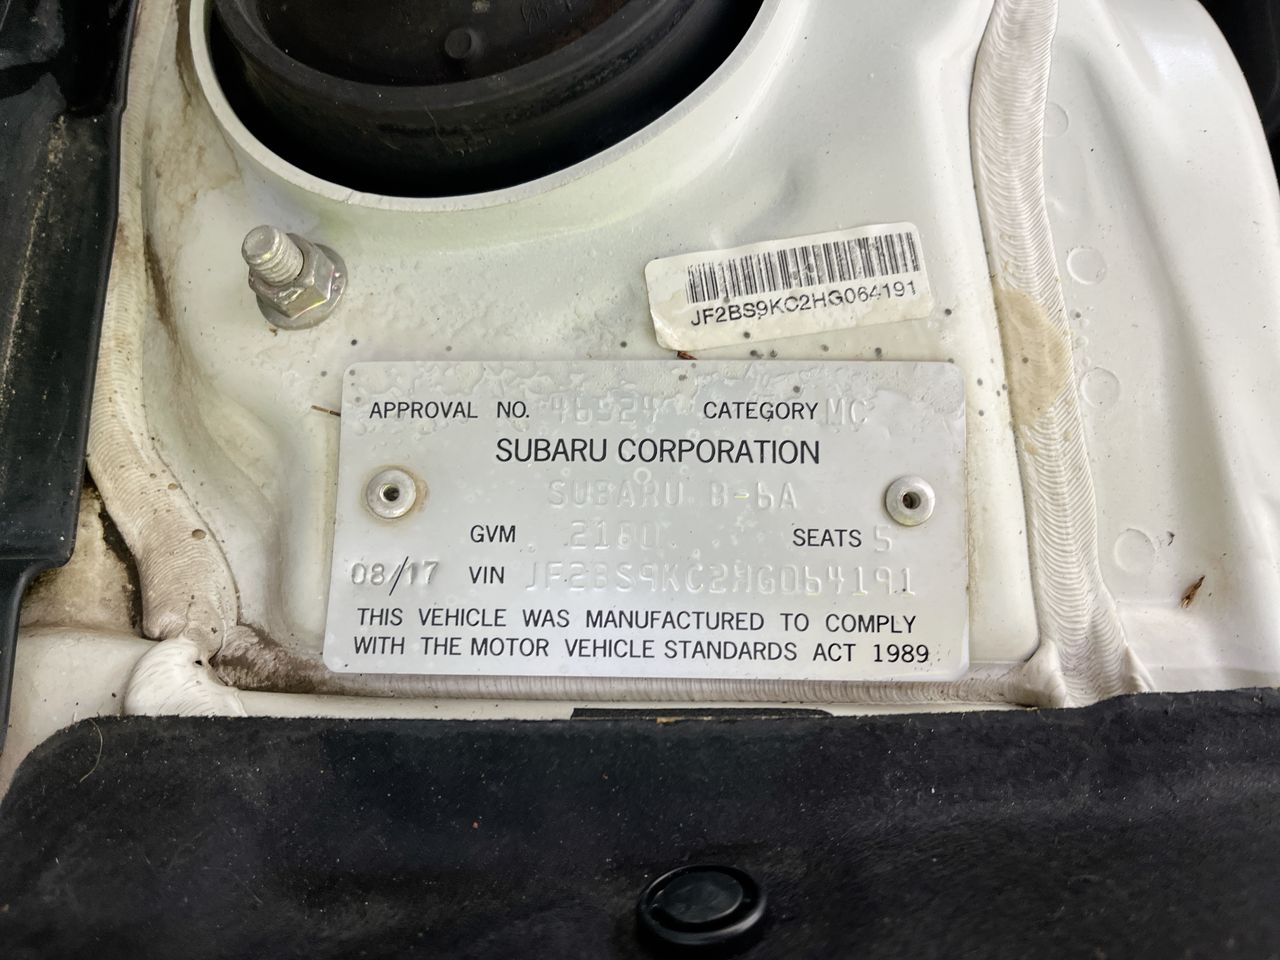 JF2BS9KC2HG064191
APPROVAL NO. 46524 CATEGORY MC
SUBARU CORPORATION
SUBARU B-6A
GVM 2160 SEATS 5
08/17 VIN JF2BS9KC2HG064191
THIS VEHICLE WAS MANUFACTURED TO COMPLY
WITH THE MOTOR VEHICLE STANDARDS ACT 1989